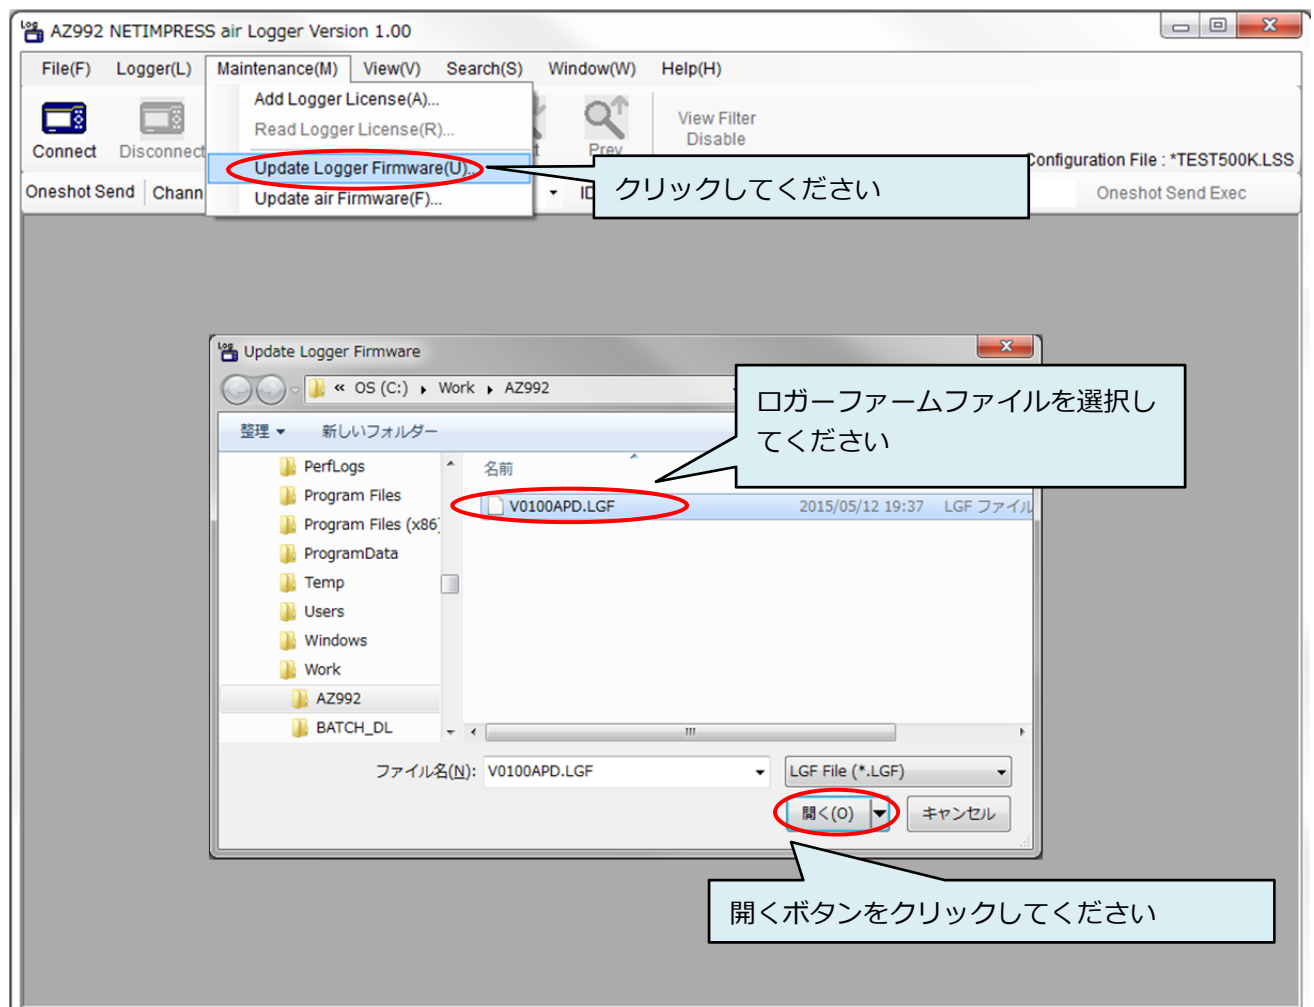 AZ992 NETIMPRESS air Logger Version 1.00
File(F) Logger(L) Maintenance(M) View(V) Search(S) Window(W) Help(H)
Add Logger License(A)...
Read Logger License(R)...
Update Logger Firmware(U)...
Update air Firmware(F)...
Connect Disconnect
Prev
View Filter
Disable
Configuration File : *TEST500K.LSS
クリックしてください
Oneshot Send Chann
ID
Oneshot Send Exec
Update Logger Firmware
« OS (C:) Work AZ992
ロガーファームファイルを選択し
てください
整理 新しいフォルダー
PerfLogs
Program Files
Program Files (x86)
ProgramData
Temp
Users
Windows
Work
AZ992
BATCH_DL
名前
V0100APD.LGF 2015/05/12 19:37 LGF ファイル
ファイル名(N): V0100APD.LGF LGF File (*.LGF)
開く(O) キャンセル
開くボタンをクリックしてください